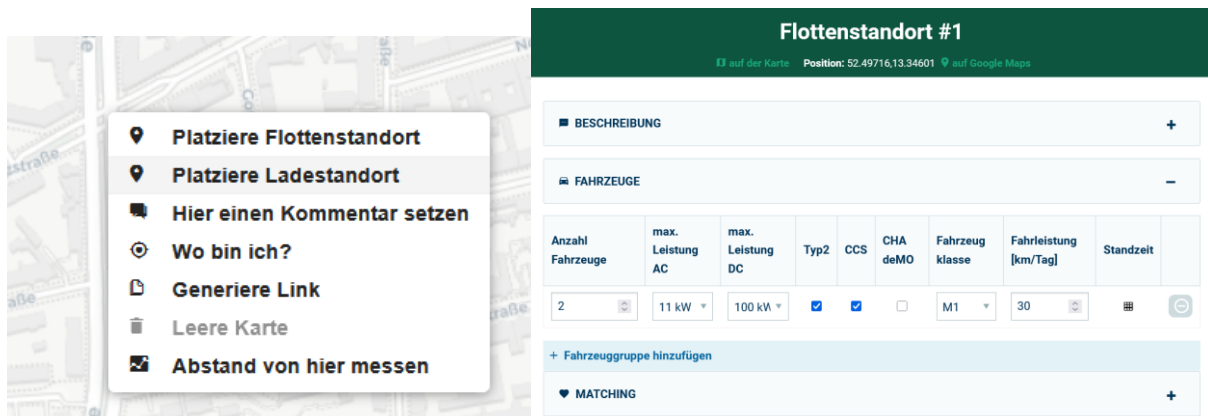 Platziere Flottenstandort
Platziere Ladestandort
Hier einen Kommentar setzen
Wo bin ich?
Generiere Link
Leere Karte
Abstand von hier messen
Flottenstandort #1
auf der Karte Position: 52.49716,13.34601 auf Google Maps
BESCHREIBUNG +
FAHRZEUGE −
Anzahl Fahrzeuge
max. Leistung AC
max. Leistung DC
Typ2
CCS
CHA deMO
Fahrzeug klasse
Fahrleistung [km/Tag]
Standzeit
2 11 kW 100 kW M1 30
+ Fahrzeuggruppe hinzufügen
MATCHING +